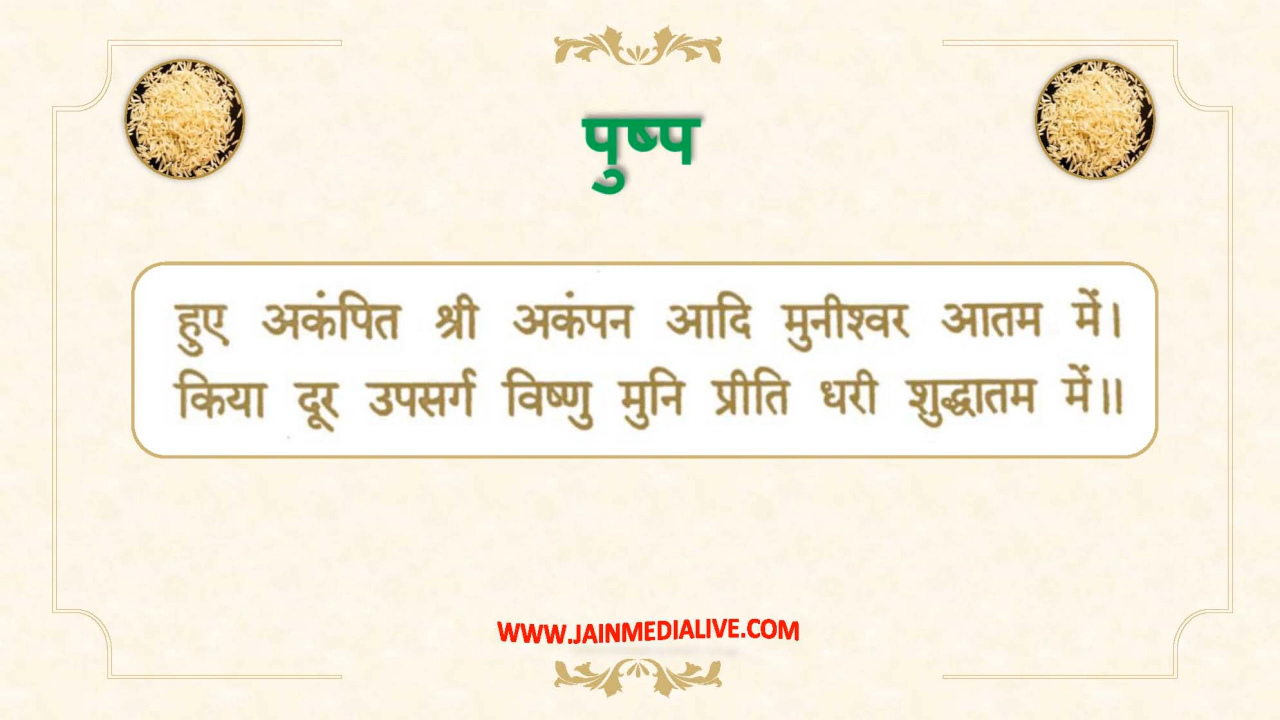 पुष्प
हुए अकंपित श्री अकंपन आदि मुनीश्वर आतम में।
किया दूर उपसर्ग विष्णु मुनि प्रीति धरी शुद्धातम में॥
WWW.JAINMEDIALIVE.COM